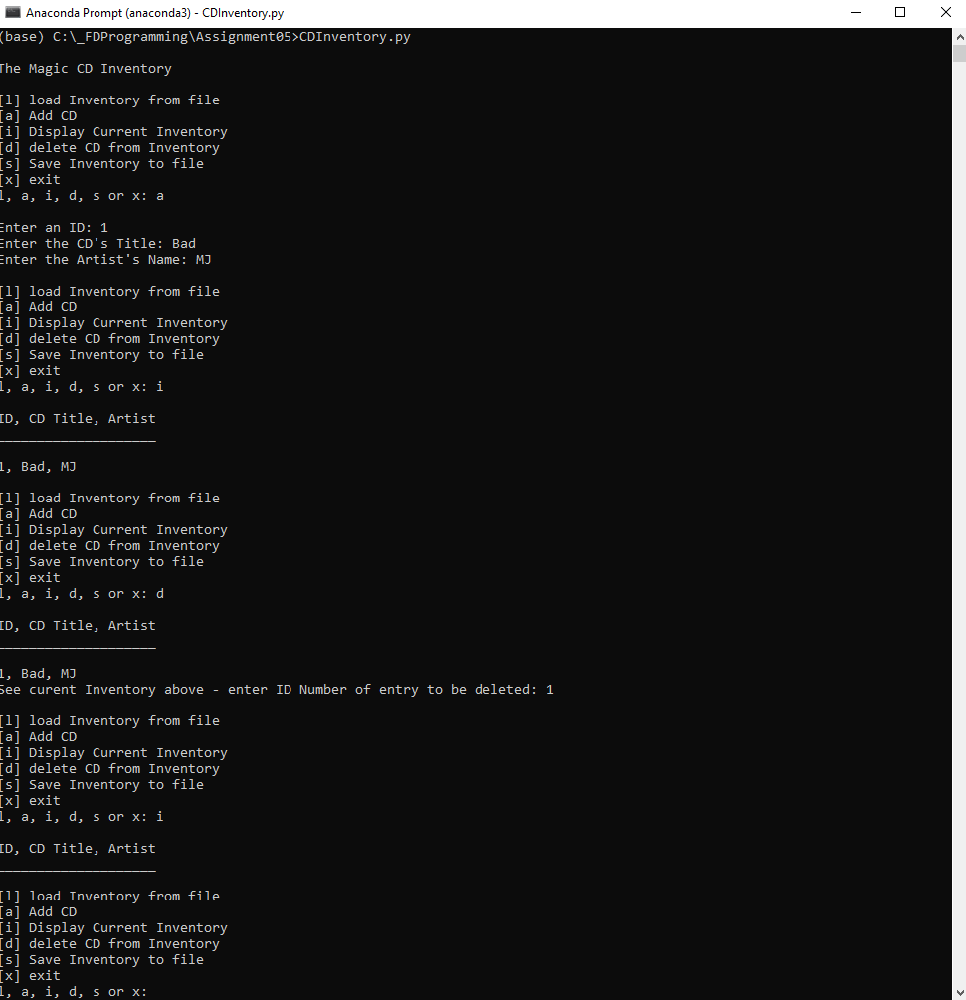 Anaconda Prompt (anaconda3) - CDInventory.py
(base) C:\_FDProgramming\Assignment05>CDInventory.py
The Magic CD Inventory
[l] load Inventory from file
[a] Add CD
[i] Display Current Inventory
[d] delete CD from Inventory
[s] Save Inventory to file
[x] exit
l, a, i, d, s or x: a
Enter an ID: 1
Enter the CD's Title: Bad
Enter the Artist's Name: MJ
[l] load Inventory from file
[a] Add CD
[i] Display Current Inventory
[d] delete CD from Inventory
[s] Save Inventory to file
[x] exit
l, a, i, d, s or x: i
ID, CD Title, Artist
____________________
1, Bad, MJ
[l] load Inventory from file
[a] Add CD
[i] Display Current Inventory
[d] delete CD from Inventory
[s] Save Inventory to file
[x] exit
l, a, i, d, s or x: d
ID, CD Title, Artist
____________________
1, Bad, MJ
See curent Inventory above - enter ID Number of entry to be deleted: 1
[l] load Inventory from file
[a] Add CD
[i] Display Current Inventory
[d] delete CD from Inventory
[s] Save Inventory to file
[x] exit
l, a, i, d, s or x: i
ID, CD Title, Artist
____________________
[l] load Inventory from file
[a] Add CD
[i] Display Current Inventory
[d] delete CD from Inventory
[s] Save Inventory to file
[x] exit
l, a, i, d, s or x: